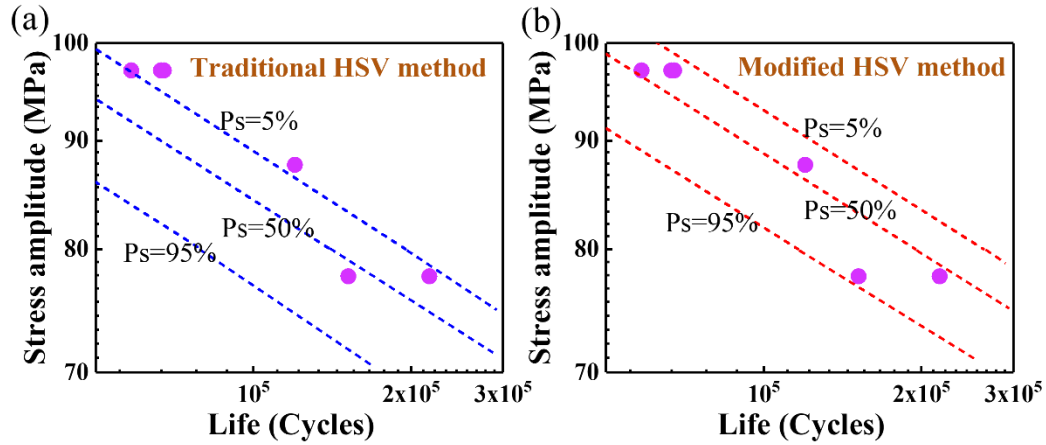 (a)
Traditional HSV method
Stress amplitude (MPa)
100
90
80
70
Ps=5%
Ps=50%
Ps=95%
10⁵
2x10⁵
3x10⁵
Life (Cycles)
(b)
Modified HSV method
Stress amplitude (MPa)
100
90
80
70
Ps=5%
Ps=50%
Ps=95%
10⁵
2x10⁵
3x10⁵
Life (Cycles)